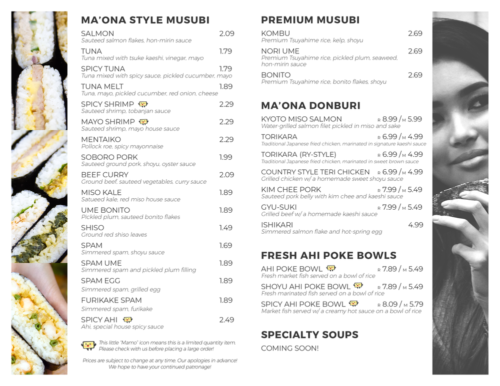 MA'ONA STYLE MUSUBI
SALMON 2.09
Sauteed salmon flakes, hon-mirin sauce
TUNA 1.79
Tuna mixed with tsuke kaeshi, vinegar, mayo
SPICY TUNA 1.79
Tuna mixed with spicy sauce, pickled cucumber, mayo
TUNA MELT 1.89
Tuna, mayo, pickled cucumber, red onion, cheese
SPICY SHRIMP 2.29
Sauteed shrimp, tobanjan sauce
MAYO SHRIMP 2.29
Sauteed shrimp, mayo house sauce
MENTAIKO 2.29
Pollock roe, spicy mayonnaise
SOBORO PORK 1.99
Sauteed ground pork, shoyu, oyster sauce
BEEF CURRY 2.09
Ground beef, sauteed vegetables, curry sauce
MISO KALE 1.89
Satueed kale, red miso house sauce
UME BONITO 1.89
Pickled plum, sauteed bonito flakes
SHISO 1.49
Ground red shiso leaves
SPAM 1.69
Simmered spam, shoyu sauce
SPAM UME 1.89
Simmered spam and pickled plum filling
SPAM EGG 1.89
Simmered spam, grilled egg
FURIKAKE SPAM 1.89
Simmered spam, furikake
SPICY AHI 2.49
Ahi, special house spicy sauce
This little "Mamo" icon means this is a limited quantity item.
Please check with us before placing a large order!
Prices are subject to change at any time. Our apologies in advance!
We hope to have your continued patronage!
PREMIUM MUSUBI
KOMBU 2.69
Premium Tsuyahime rice, kelp, shoyu
NORI UME 2.69
Premium Tsuyahime rice, pickled plum, seaweed,
hon-mirin sauce
BONITO 2.69
Premium Tsuyahime rice, bonito flakes, shoyu
MA'ONA DONBURI
KYOTO MISO SALMON R 8.99 / M 5.99
Water-grilled salmon filet pickled in miso and sake
TORIKARA R 6.99 / M 4.99
Traditional Japanese fried chicken, marinated in signature kaeshi sauce
TORIKARA (RY-STYLE) R 6.99 / M 4.99
Traditional Japanese fried chicken, marinated in sweet brown sauce
COUNTRY STYLE TERI CHICKEN R 6.99 / M 4.99
Grilled chicken w/ a homemade sweet shoyu sauce
KIM CHEE PORK R 7.99 / M 5.49
Sauteed pork belly with kim chee and kaeshi sauce
GYU-SUKI R 7.99 / M 5.49
Grilled beef w/ a homemade kaeshi sauce
ISHIKARI 4.99
Simmered salmon flake and hot-spring egg
FRESH AHI POKE BOWLS
AHI POKE BOWL R 7.89 / M 5.49
Fresh market fish served on a bowl of rice
SHOYU AHI POKE BOWL R 7.89 / M 5.49
Fresh marinated fish served on a bowl of rice
SPICY AHI POKE BOWL R 8.09 / M 5.79
Market fish served w/ a creamy hot sauce on a bowl of rice
SPECIALTY SOUPS
COMING SOON!